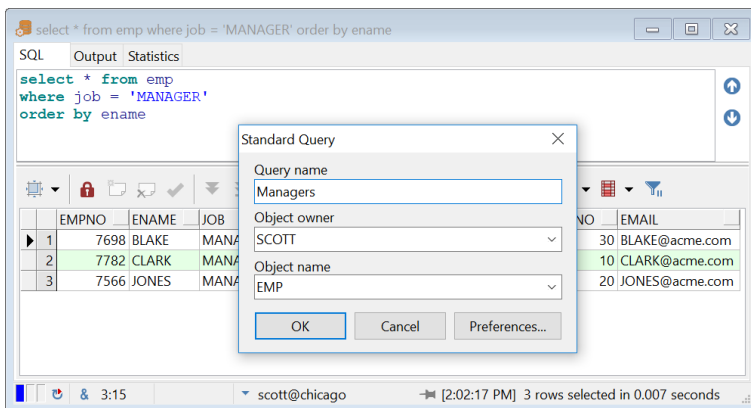 select * from emp where job = 'MANAGER' order by ename
SQL Output Statistics
select * from emp
where job = 'MANAGER'
order by ename
Standard Query
Query name
Managers
Object owner
SCOTT
Object name
EMP
OK Cancel Preferences...
EMPNO ENAME JOB NO EMAIL
1 7698 BLAKE MANA 30 BLAKE@acme.com
2 7782 CLARK MANA 10 CLARK@acme.com
3 7566 JONES MANA 20 JONES@acme.com
& 3:15 scott@chicago [2:02:17 PM] 3 rows selected in 0.007 seconds